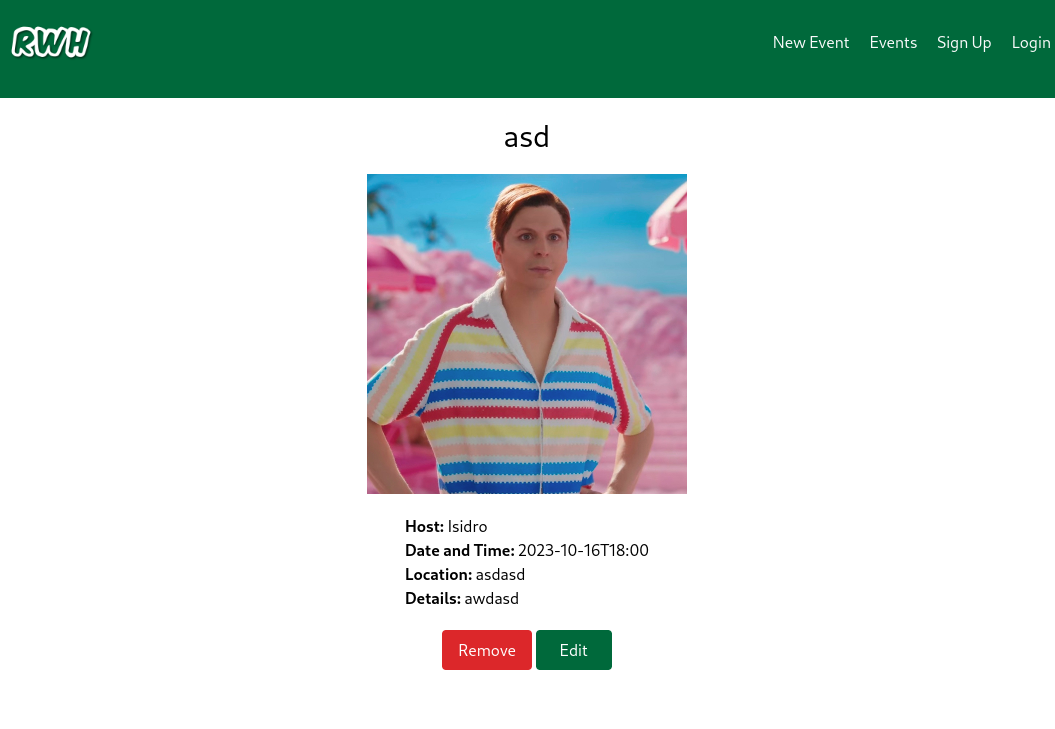 RWH
New Event Events Sign Up Login
asd
Host: Isidro
Date and Time: 2023-10-16T18:00
Location: asdasd
Details: awdasd
Remove Edit